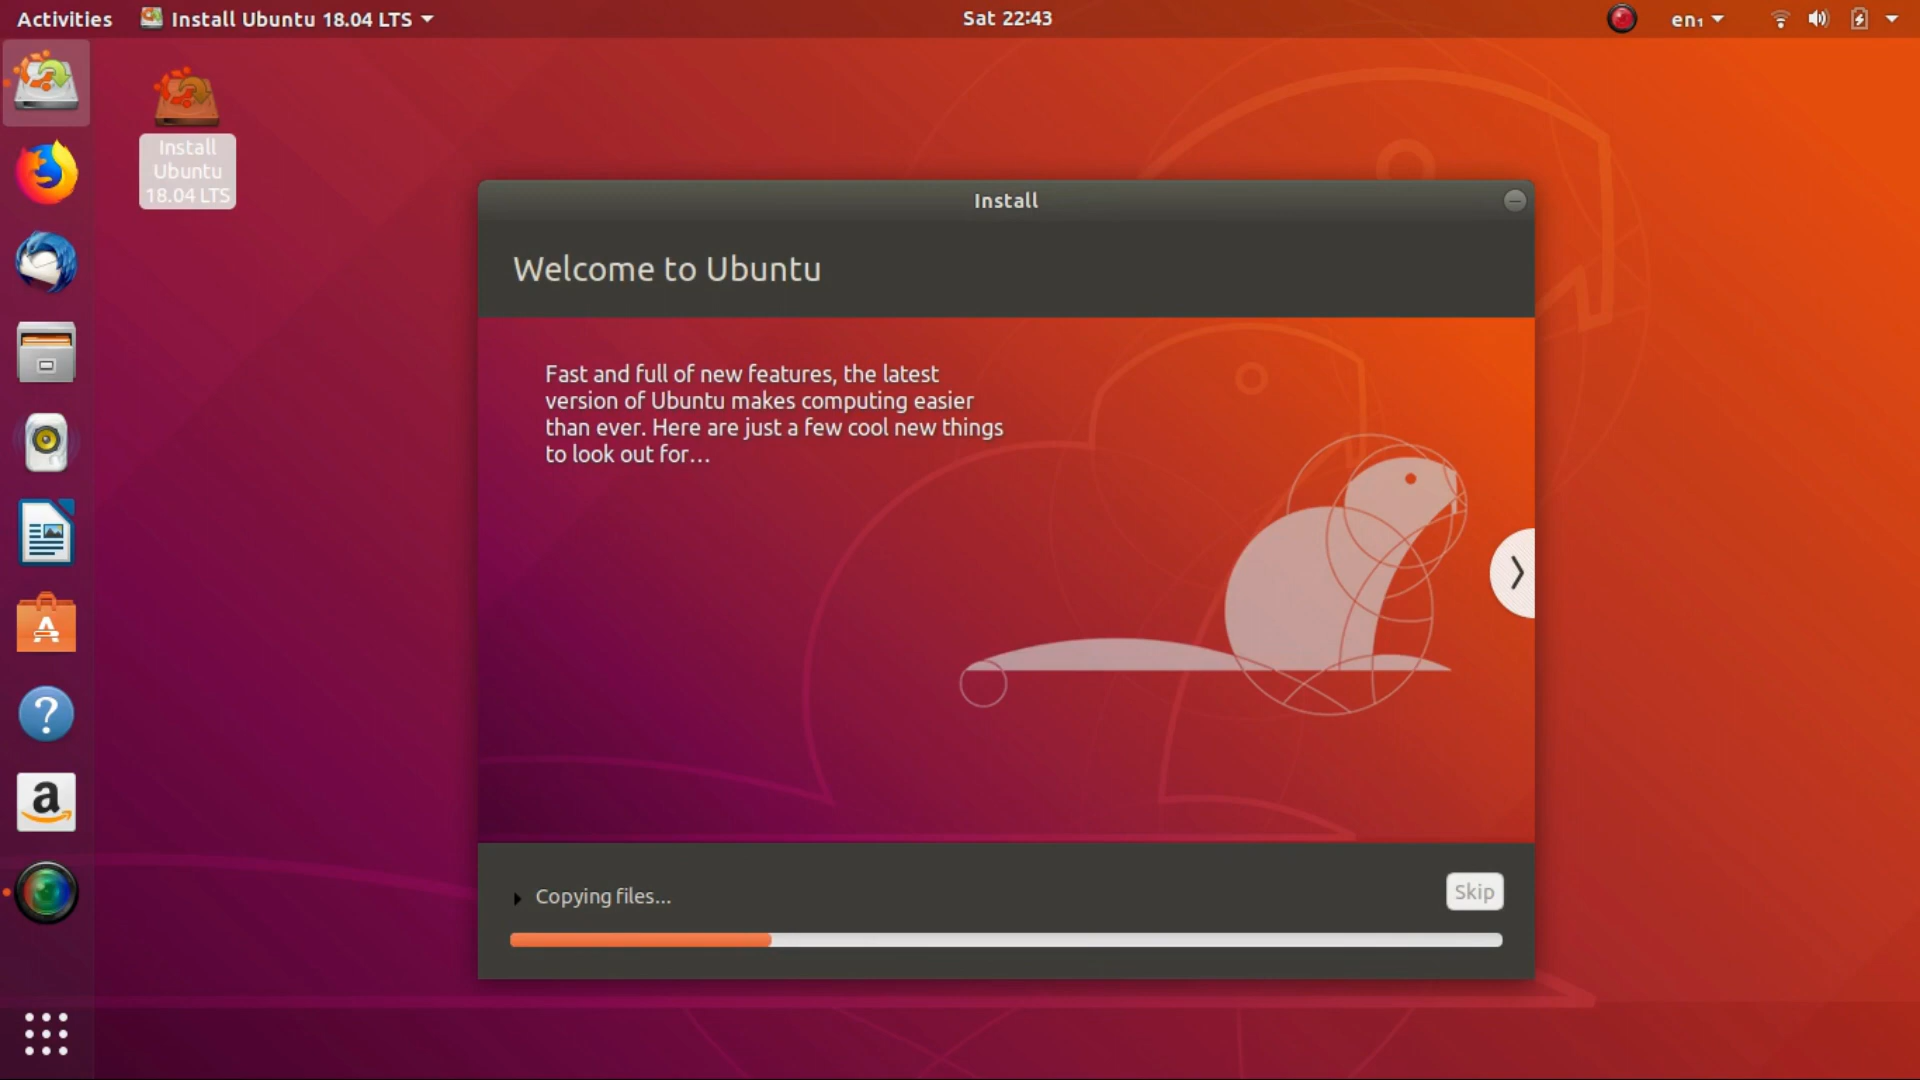 Activities
Install Ubuntu 18.04 LTS
Sat 22:43
en₁
Install
Ubuntu
18.04 LTS
Install
Welcome to Ubuntu
Fast and full of new features, the latest
version of Ubuntu makes computing easier
than ever. Here are just a few cool new things
to look out for…
Copying files…
Skip